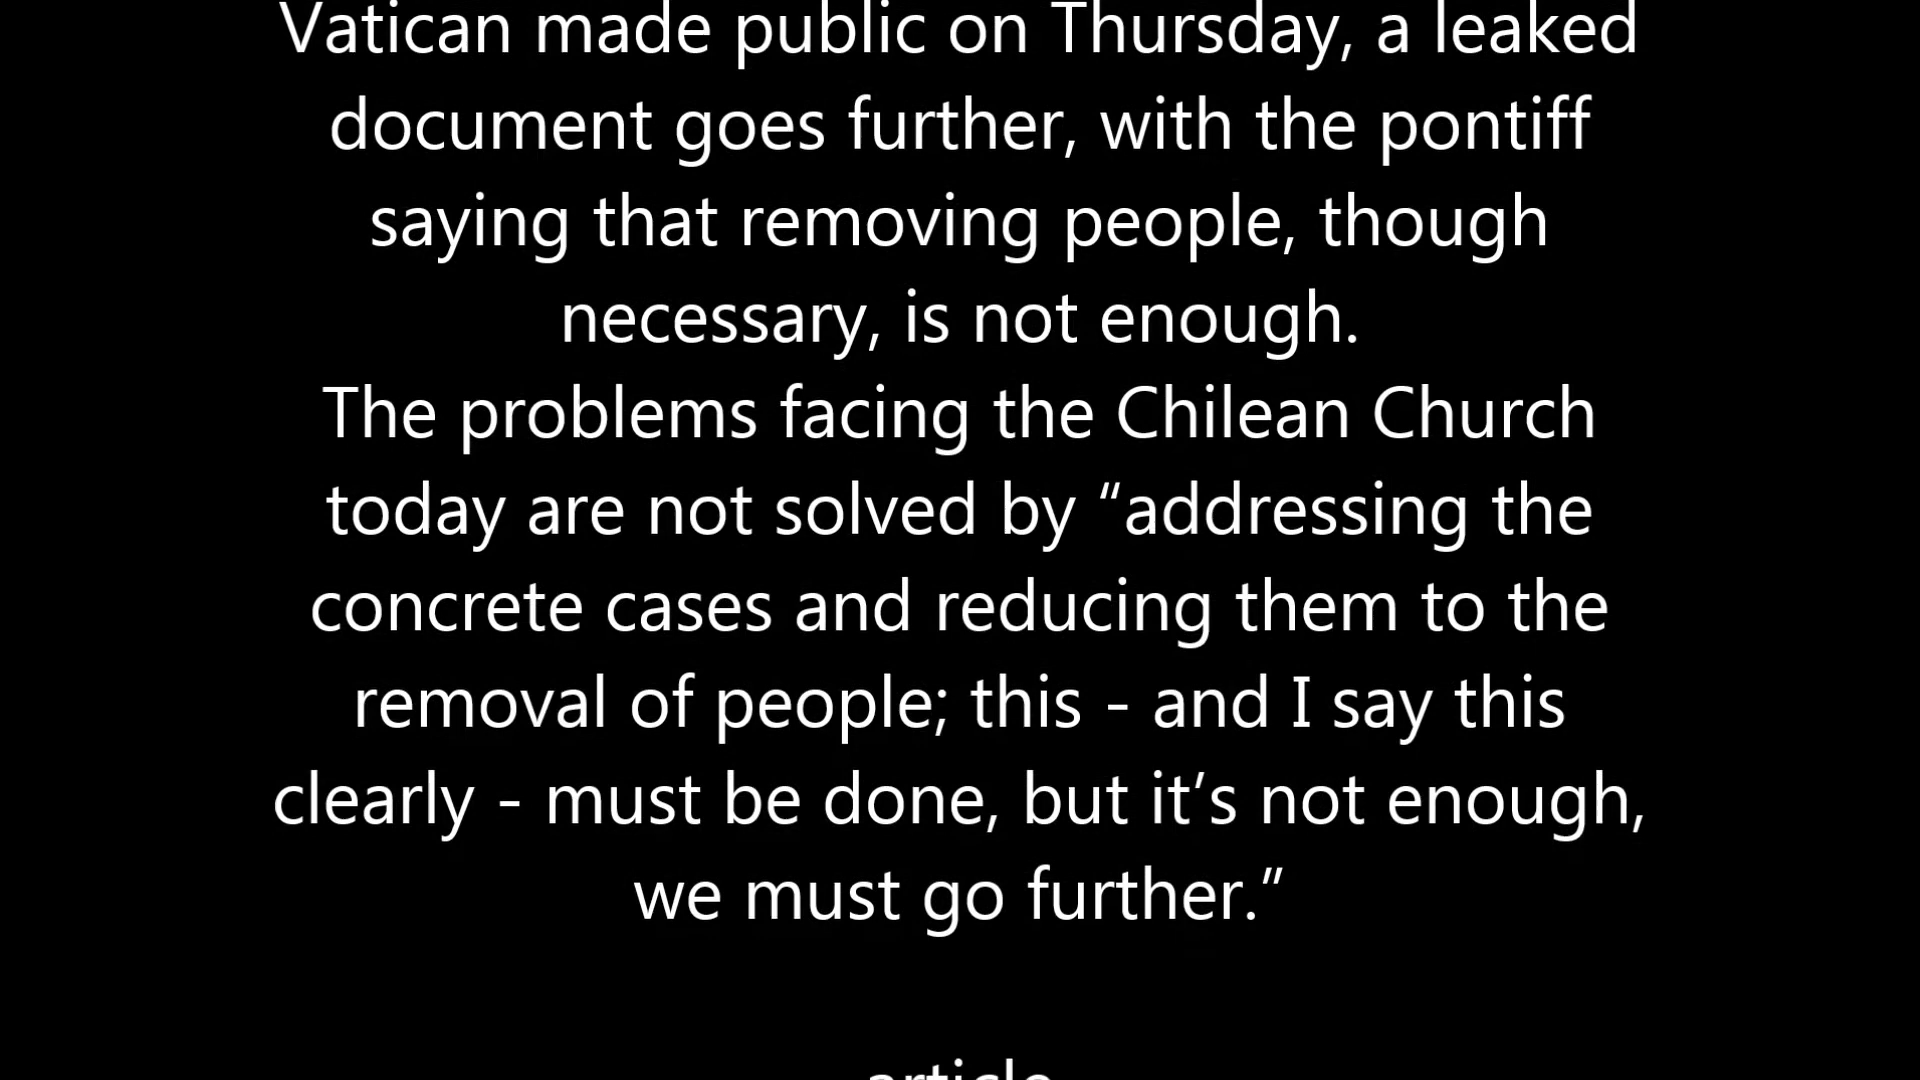 Vatican made public on Thursday, a leaked
document goes further, with the pontiff
saying that removing people, though
necessary, is not enough.
The problems facing the Chilean Church
today are not solved by “addressing the
concrete cases and reducing them to the
removal of people; this - and I say this
clearly - must be done, but it’s not enough,
we must go further.”
article